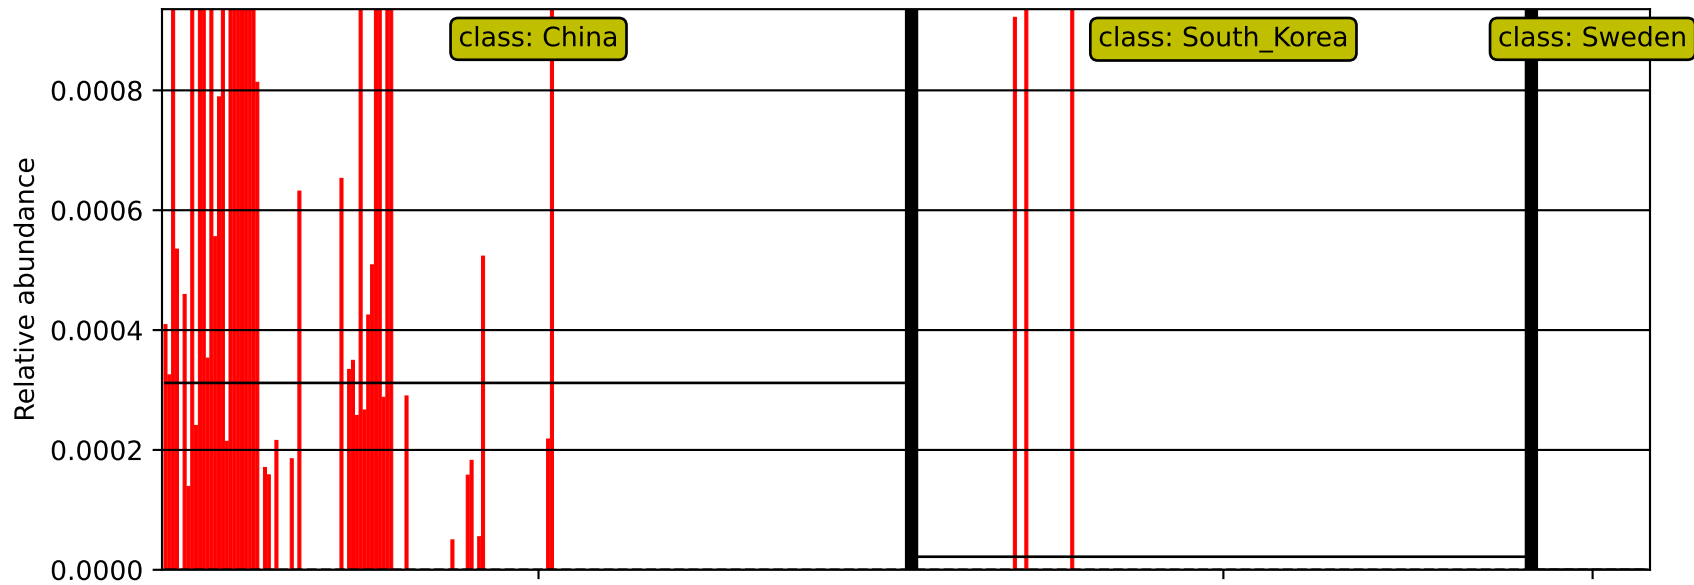 class: China
class: South_Korea
class: Sweden
Relative abundance
0.0008
0.0006
0.0004
0.0002
0.0000